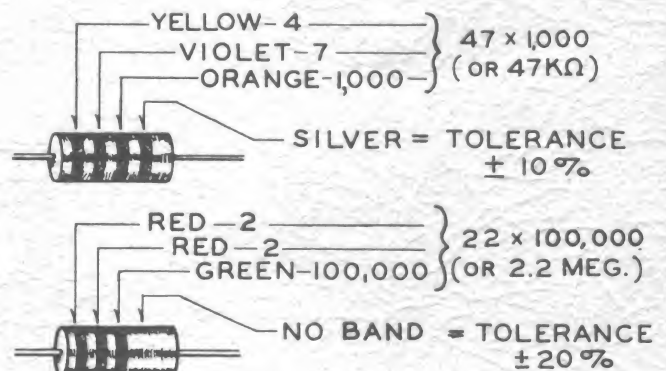 YELLOW-4
VIOLET-7
ORANGE-1,000
47 x 1,000
(OR 47KΩ)
SILVER = TOLERANCE
± 10%
RED-2
RED-2
GREEN-100,000
22 x 100,000
(OR 2.2 MEG.)
NO BAND = TOLERANCE
±20%